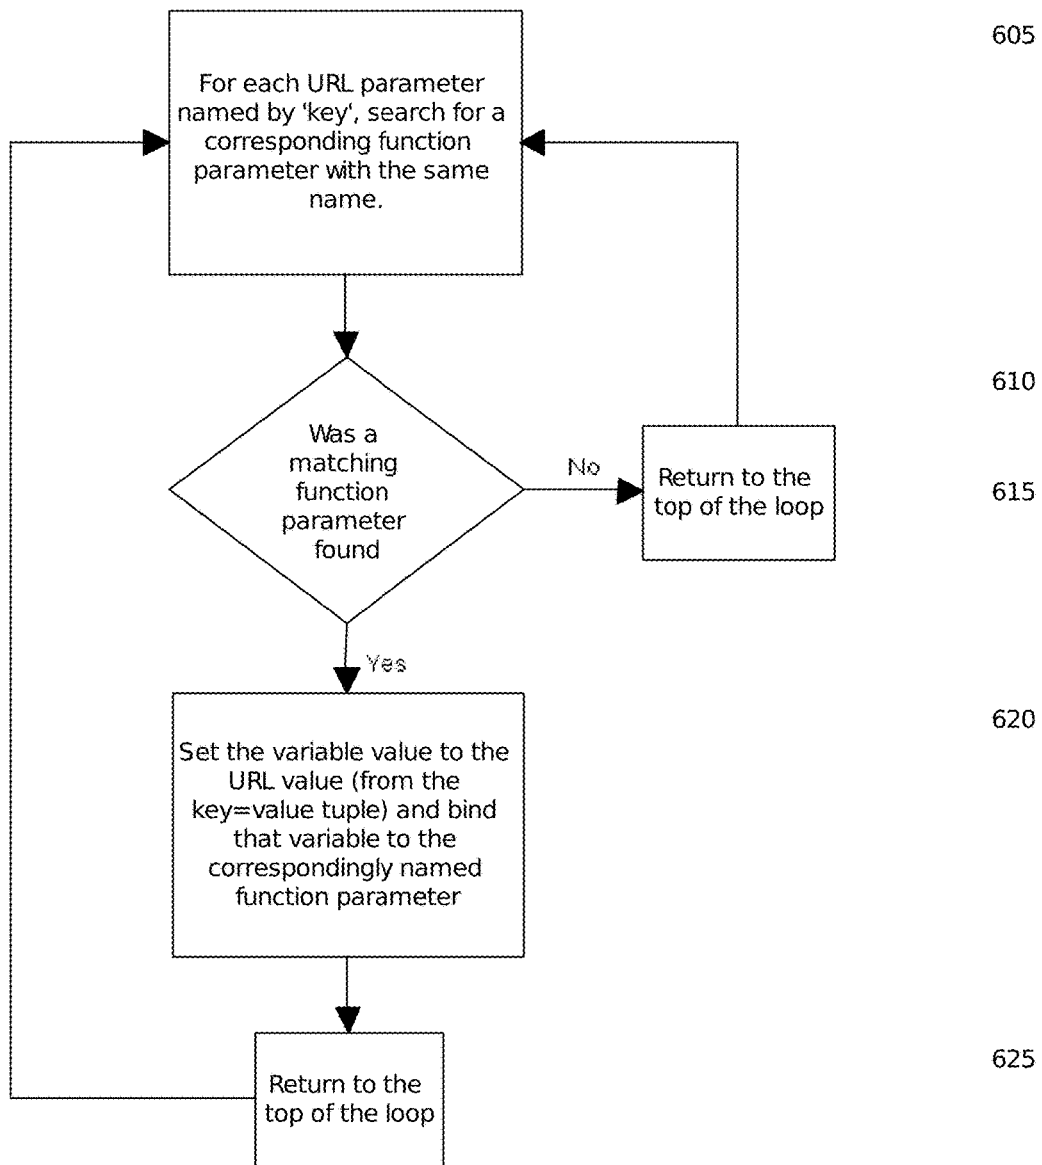 605
For each URL parameter
named by 'key', search for a
corresponding function
parameter with the same
name.
610
Was a
matching
function
parameter
found
No
Return to the
top of the loop
615
Yes
620
Set the variable value to the
URL value (from the
key=value tuple) and bind
that variable to the
correspondingly named
function parameter
625
Return to the
top of the loop